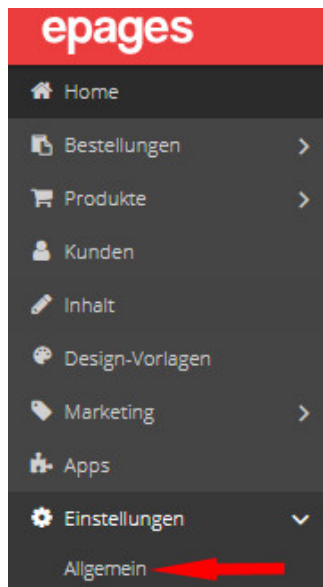 epages
Home
Bestellungen
Produkte
Kunden
Inhalt
Design-Vorlagen
Marketing
Apps
Einstellungen
Allgemein